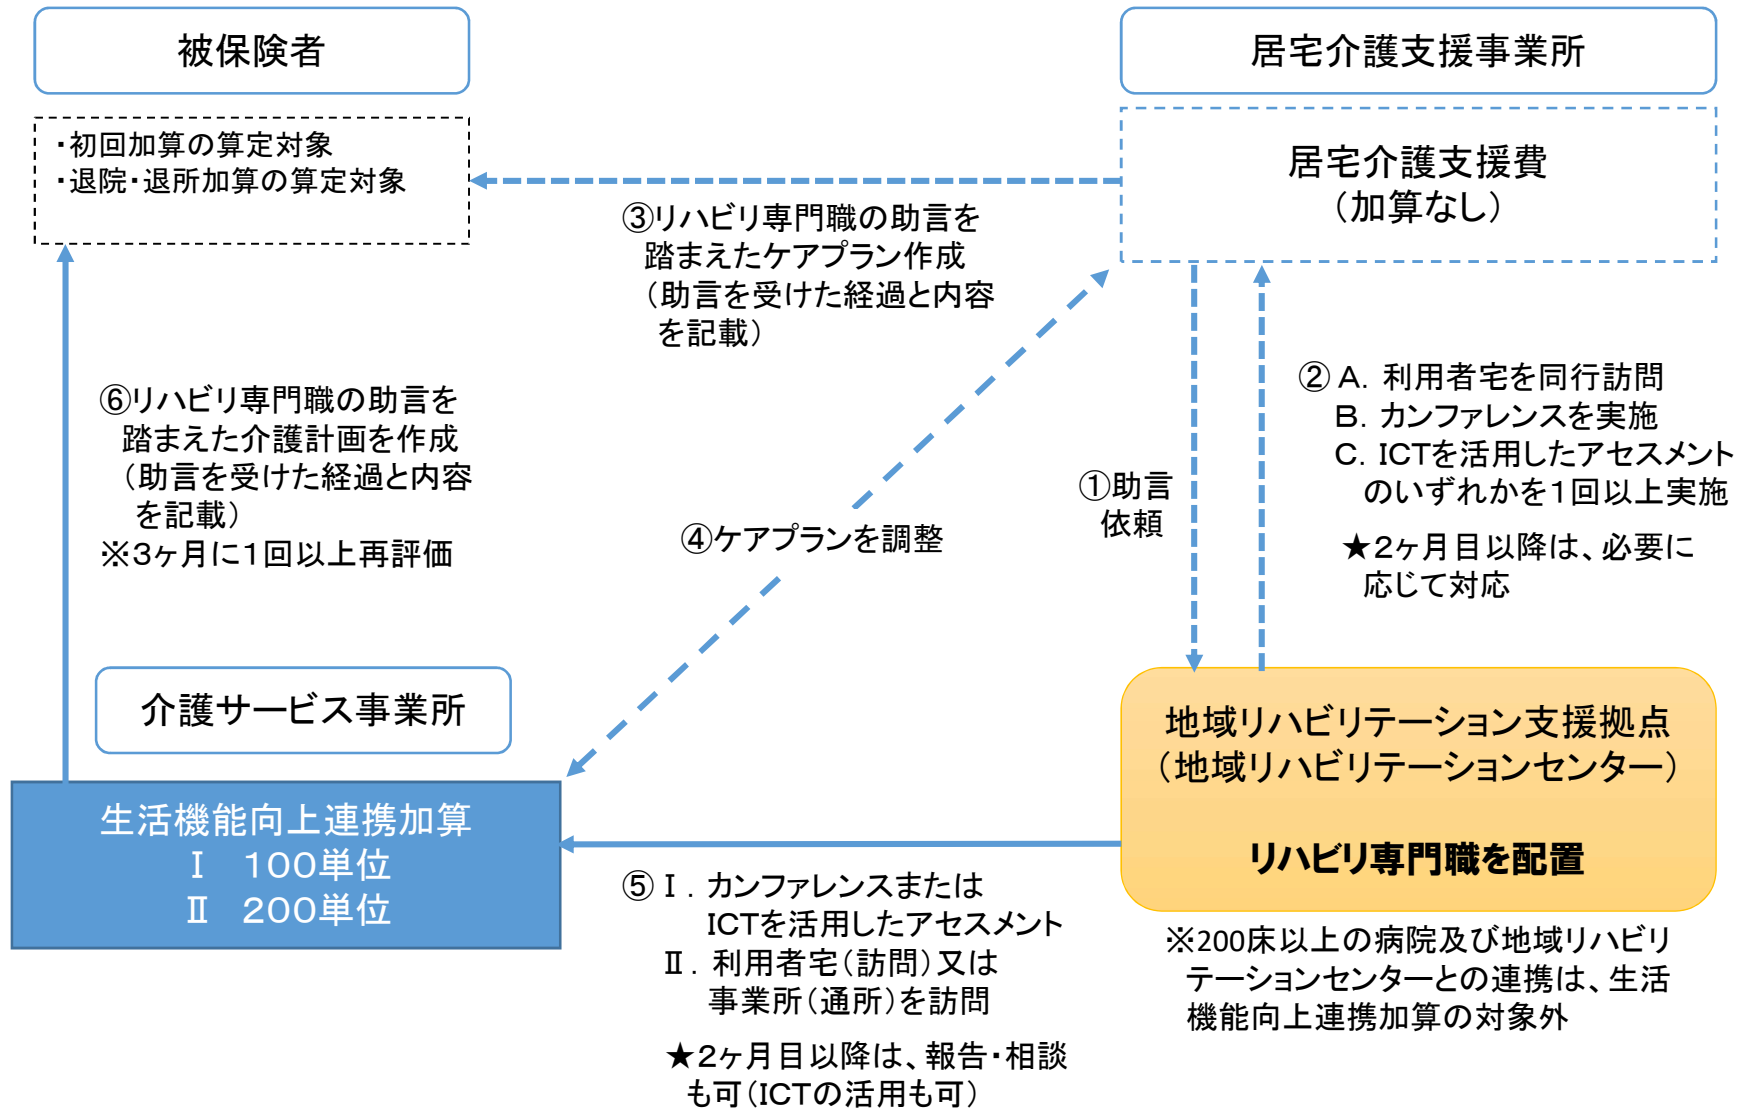 被保険者
・初回加算の算定対象
・退院・退所加算の算定対象
居宅介護支援事業所
居宅介護支援費
（加算なし）
③リハビリ専門職の助言を
踏まえたケアプラン作成
（助言を受けた経過と内容
を記載）
② A．利用者宅を同行訪問
B．カンファレンスを実施
C．ICTを活用したアセスメント
のいずれかを１回以上実施
★２ヶ月目以降は、必要に
応じて対応
①助言
依頼
⑥リハビリ専門職の助言を
踏まえた介護計画を作成
（助言を受けた経過と内容
を記載）
※３ヶ月に１回以上再評価
④ケアプランを調整
介護サービス事業所
生活機能向上連携加算
Ⅰ　１００単位
Ⅱ　２００単位
地域リハビリテーション支援拠点
（地域リハビリテーションセンター）
リハビリ専門職を配置
⑤ Ⅰ．カンファレンスまたは
ICTを活用したアセスメント
Ⅱ．利用者宅（訪問）又は
事業所（通所）を訪問
★２ヶ月目以降は、報告・相談
も可（ICTの活用も可）
※200床以上の病院及び地域リハビリ
テーションセンターとの連携は、生活
機能向上連携加算の対象外